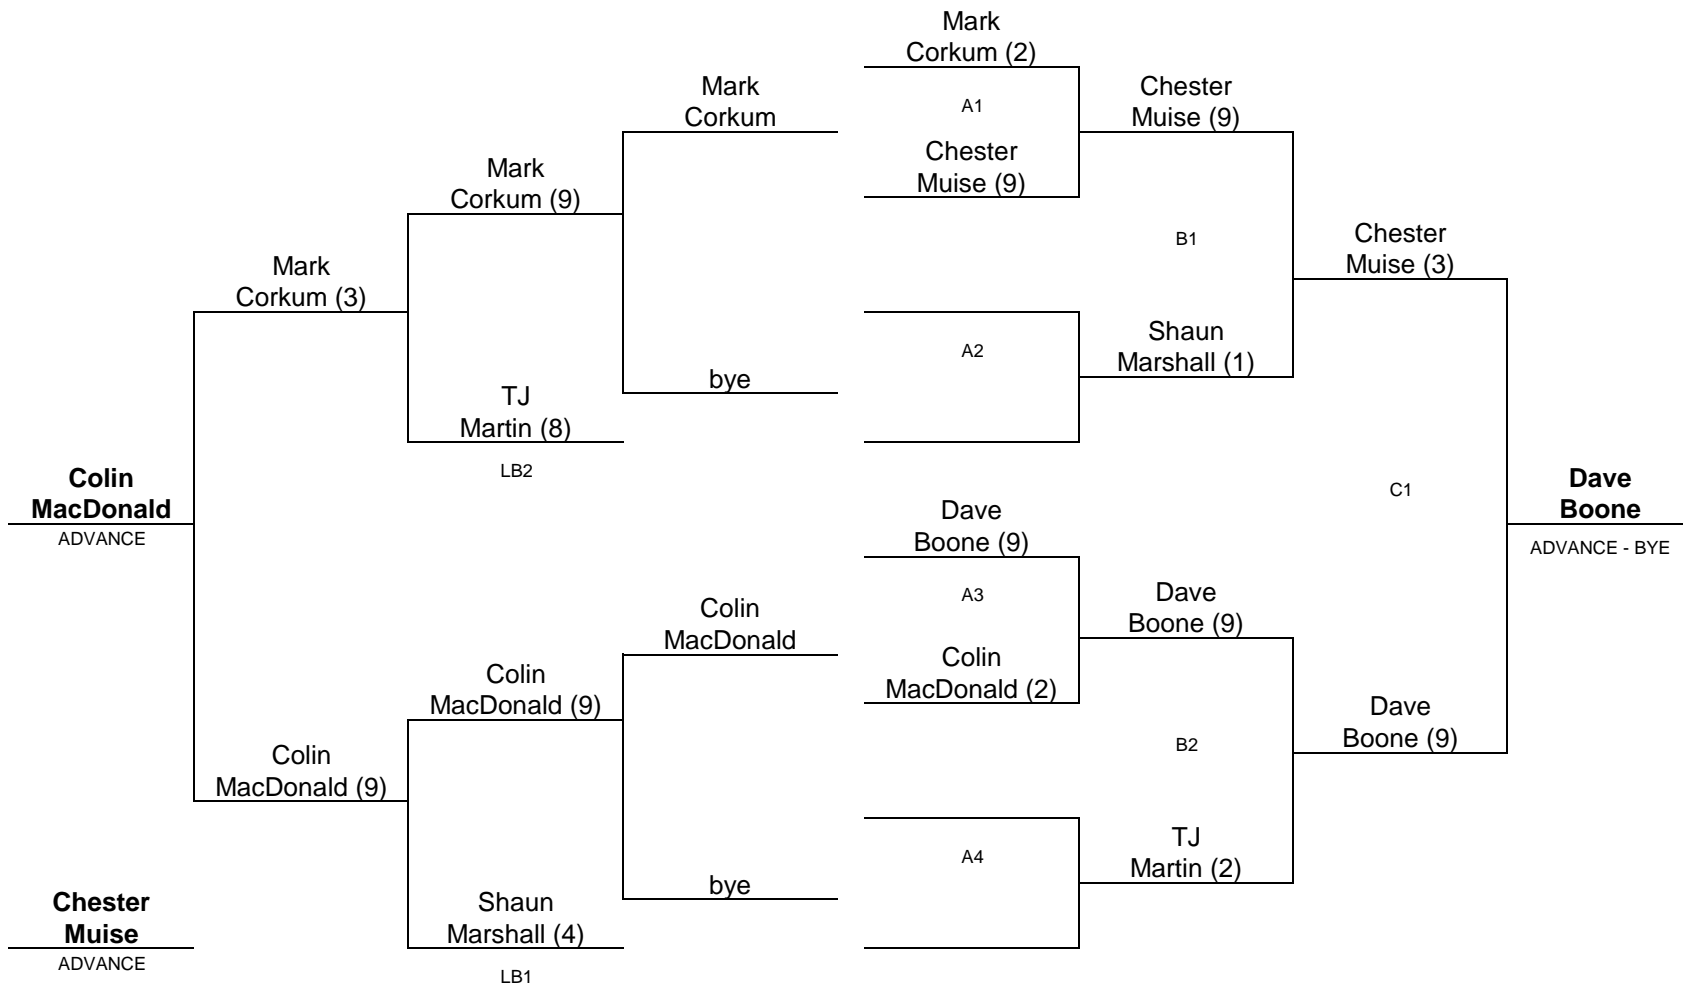 Mark
Corkum (2)
A1
Chester
Muise (9)
Mark
Corkum
Chester
Muise (9)
Mark
Corkum (9)
B1
Chester
Muise (3)
Mark
Corkum (3)
A2
Shaun
Marshall (1)
bye
TJ
Martin (8)
LB2
Colin
MacDonald
ADVANCE
C1
Dave
Boone
ADVANCE - BYE
Dave
Boone (9)
A3
Colin
MacDonald (2)
Dave
Boone (9)
Colin
MacDonald
Colin
MacDonald (9)
B2
Dave
Boone (9)
Colin
MacDonald (9)
A4
TJ
Martin (2)
bye
Chester
Muise
ADVANCE
Shaun
Marshall (4)
LB1